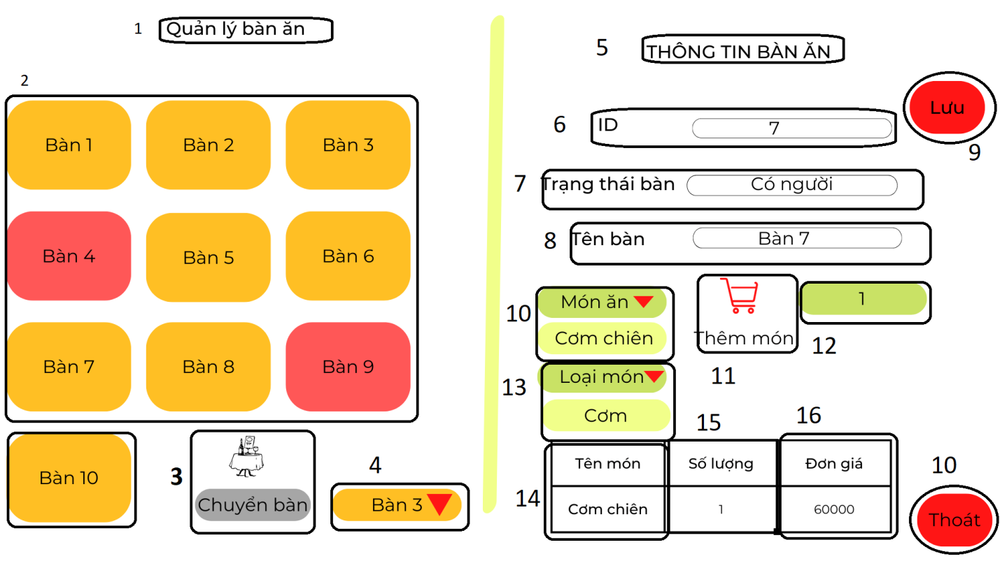 1 Quản lý bàn ăn
2
Bàn 1 Bàn 2 Bàn 3
Bàn 4 Bàn 5 Bàn 6
Bàn 7 Bàn 8 Bàn 9
Bàn 10
3
Chuyển bàn
4
Bàn 3
5 THÔNG TIN BÀN ĂN
Lưu
9
6 ID 7
7 Trạng thái bàn Có người
8 Tên bàn Bàn 7
10 Món ăn
Cơm chiên
Thêm món
11
1
12
13 Loại món
Cơm
15 16
14
Tên món Số lượng Đơn giá
Cơm chiên 1 60000
10
Thoát